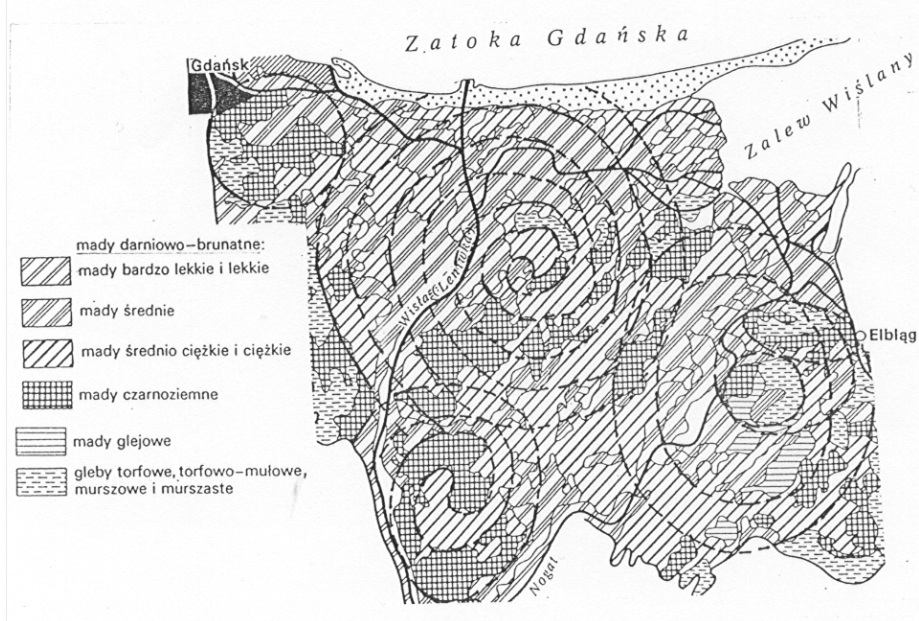 Zatoka Gdańska
Gdańsk
Zalew Wiślany
mady darniowo-brunatne:
mady bardzo lekkie i lekkie
mady średnie
mady średnio ciężkie i ciężkie
mady czarnoziemne
mady glejowe
gleby torfowe, torfowo-mułowe,
murszowe i murszaste
Wisła
Elbląg
Nogat